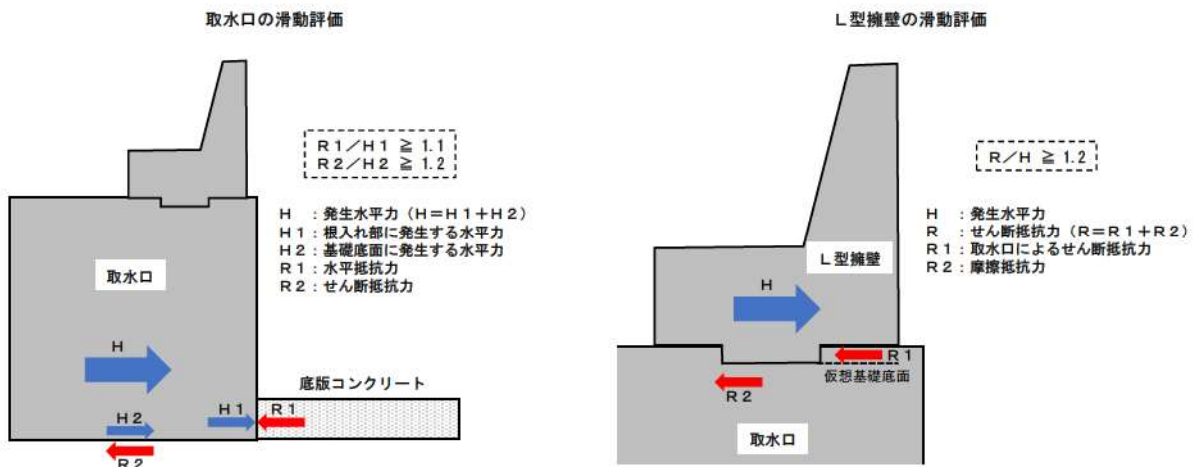 取水口の滑動評価
R1/H1 ≧ 1.1
R2/H2 ≧ 1.2
H ：発生水平力（H＝H1＋H2）
H1：根入れ部に発生する水平力
H2：基礎底面に発生する水平力
R1：水平抵抗力
R2：せん断抵抗力
取水口
H
底版コンクリート
H1
R1
H2
R2
L型擁壁の滑動評価
R/H ≧ 1.2
H ：発生水平力
R ：せん断抵抗力（R＝R1＋R2）
R1：取水口によるせん断抵抗力
R2：摩擦抵抗力
L型擁壁
H
R1
仮想基礎底面
R2
取水口